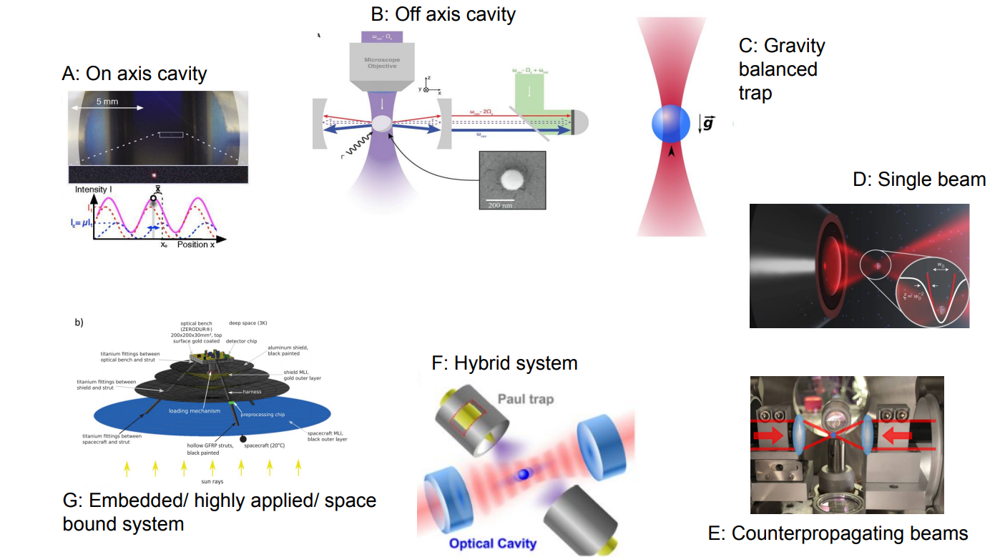 B: Off axis cavity
A: On axis cavity
C: Gravity
balanced
trap
D: Single beam
5 mm
Intensity I
x̄
Iₜ
I꜀= μIₜ
X₀ Position x
Microscope
Objective
z
y
x
Γ
200 nm
g⃗
w₀
b)
optical bench
(ZERODUR®)
200x200x30mm³, top
surface gold coated
deep space (3K)
detector chip
aluminum shield,
black painted
titanium fittings between
optical bench and strut
shield MLI,
gold outer layer
titanium fittings between
shield and strut
harness
loading mechanism
preprocessing chip
titanium fittings between
spacecraft and strut
hollow GFRP struts,
black painted
spacecraft (20°C)
spacecraft MLI,
black outer layer
sun rays
G: Embedded/ highly applied/ space
bound system
F: Hybrid system
Paul trap
Optical Cavity
E: Counterpropagating beams